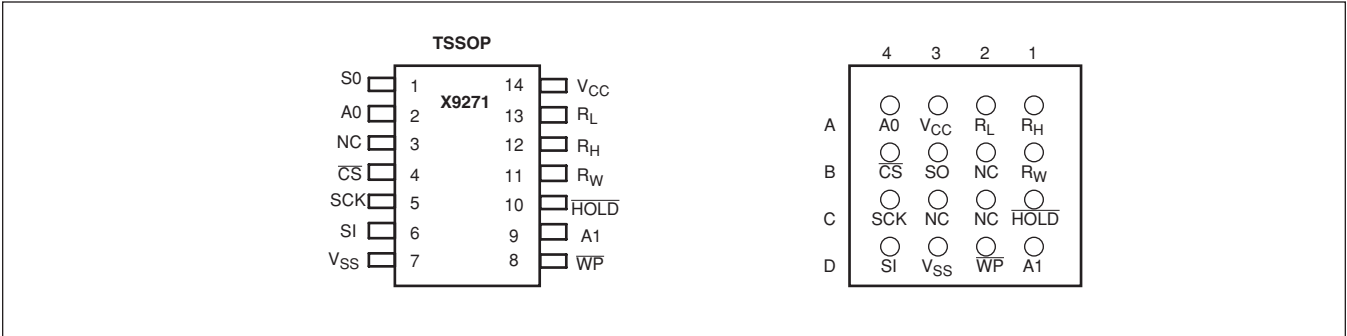 TSSOP
X9271
S0 1 14 VCC
A0 2 13 RL
NC 3 12 RH
CS 4 11 RW
SCK 5 10 HOLD
SI 6 9 A1
VSS 7 8 WP
4 3 2 1
A A0 VCC RL RH
B CS SO NC RW
C SCK NC NC HOLD
D SI VSS WP A1